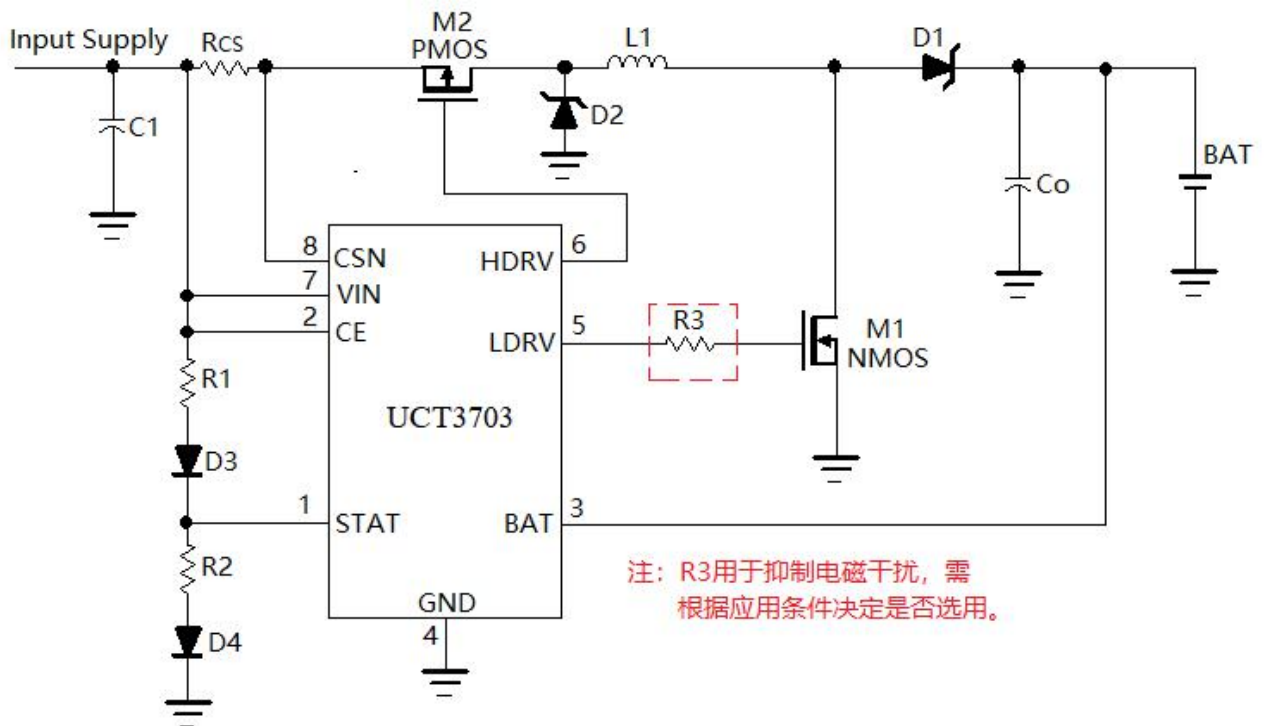 M2
PMOS
L1
D1
Input Supply
RCS
C1
D2
BAT
Co
8
CSN
HDRV
6
7
VIN
2
CE
LDRV
5
R3
M1
NMOS
R1
UCT3703
D3
1
STAT
BAT
3
R2
注：R3用于抑制电磁干扰，需
根据应用条件决定是否选用。
GND
4
D4